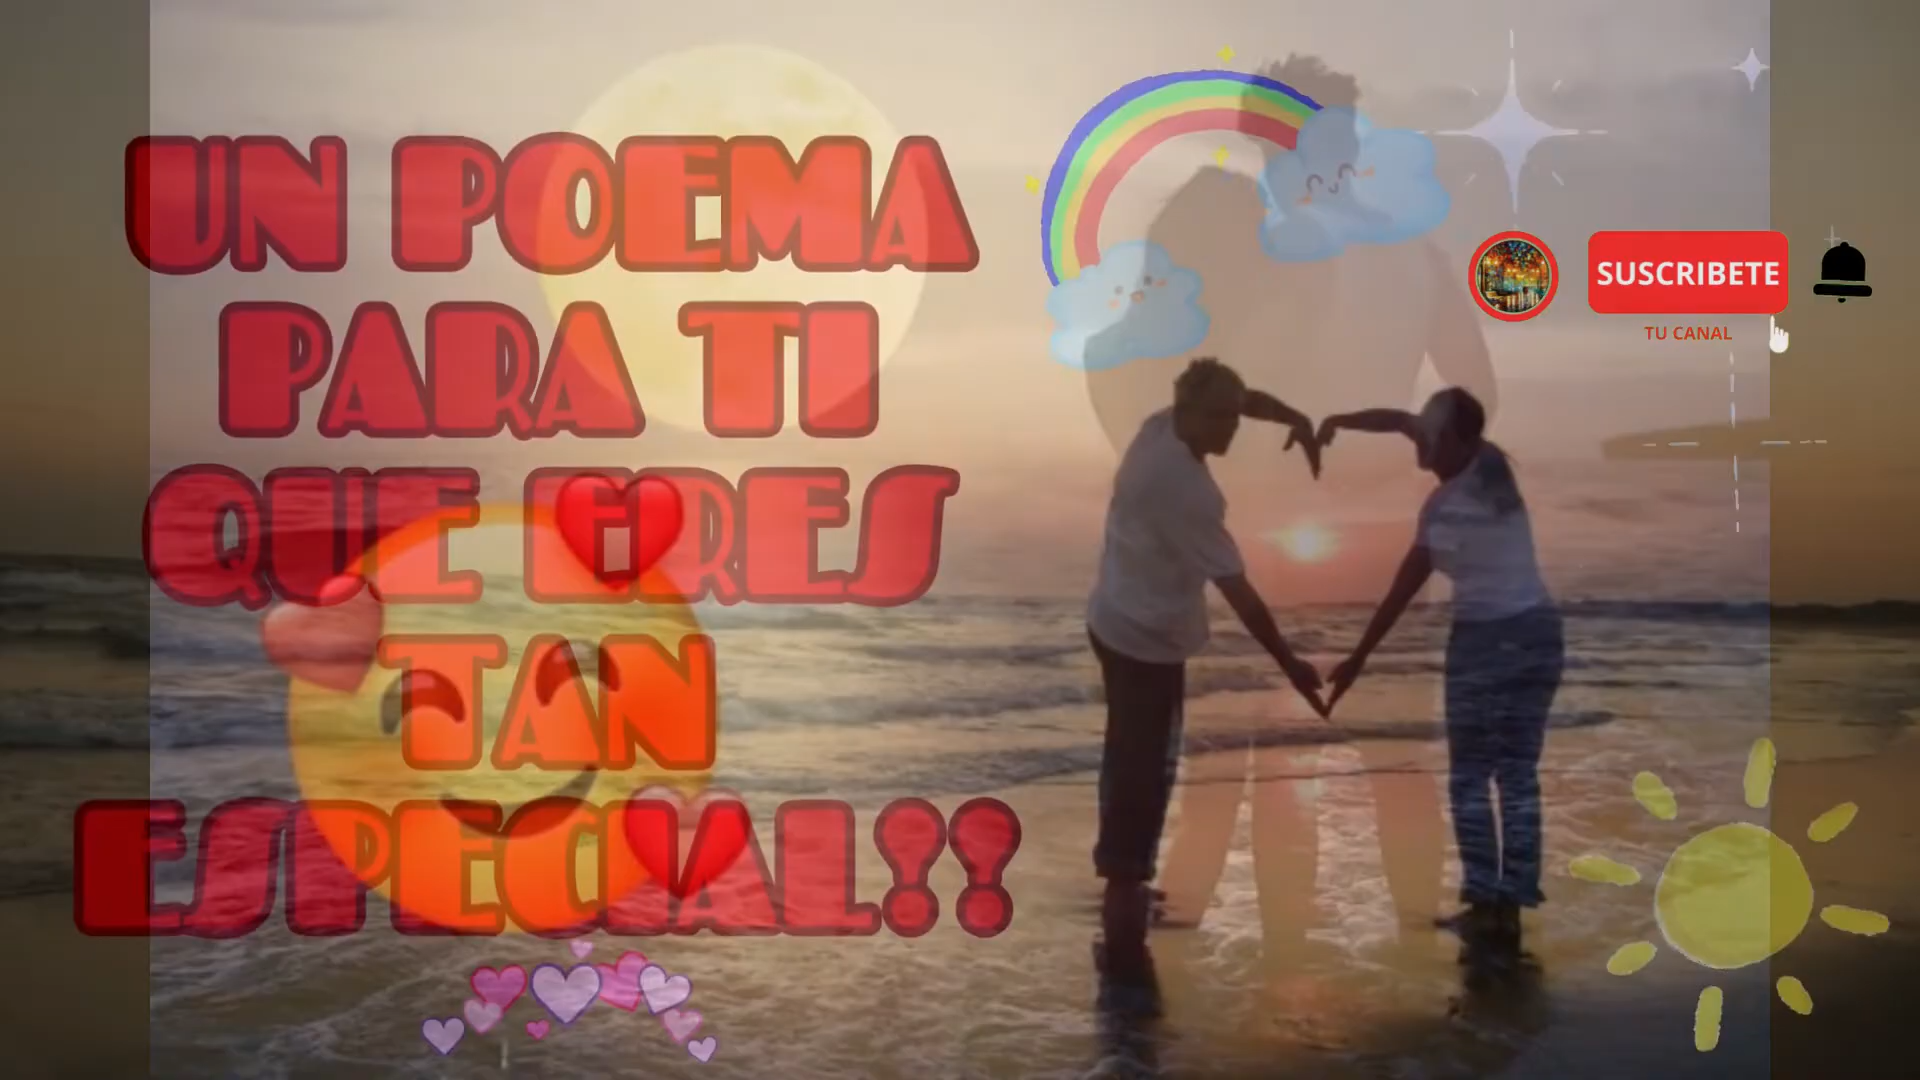 UN POEMA
PARA TI
QUE ERES
TAN
ESPECIAL!!
SUSCRIBETE
TU CANAL